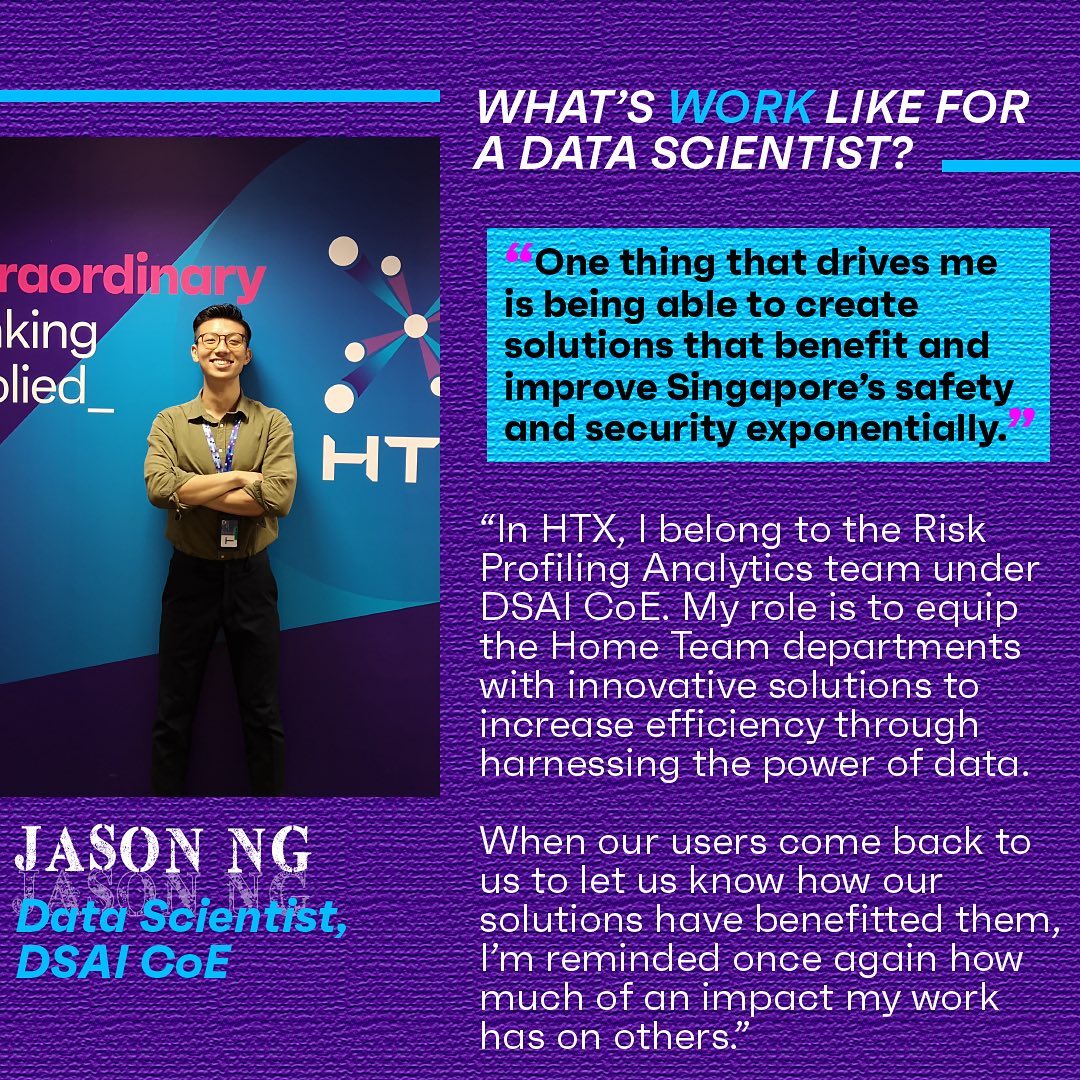 WHAT'S WORK LIKE FOR
A DATA SCIENTIST?
raordinary
king
olied_
HT
“One thing that drives me
is being able to create
solutions that benefit and
improve Singapore’s safety
and security exponentially.”
“In HTX, I belong to the Risk
Profiling Analytics team under
DSAI CoE. My role is to equip
the Home Team departments
with innovative solutions to
increase efficiency through
harnessing the power of data.
When our users come back to
us to let us know how our
solutions have benefitted them,
I’m reminded once again how
much of an impact my work
has on others.”
JASON NG
JASON NG
Data Scientist,
DSAI CoE